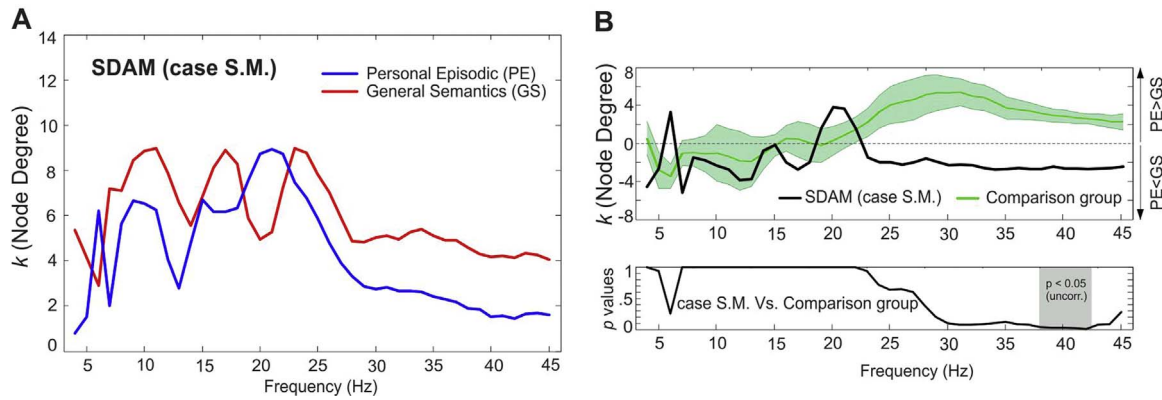 A
14
12
10
8
6
4
2
0
SDAM (case S.M.)
Personal Episodic (PE)
General Semantics (GS)
k (Node Degree)
5 10 15 20 25 30 35 40 45
Frequency (Hz)
B
8
4
0
-4
-8
k (Node Degree)
PE>GS
PE<GS
SDAM (case S.M.)
Comparison group
5 10 15 20 25 30 35 40 45
1
.5
0
p values
case S.M. Vs. Comparison group
p < 0.05
(uncorr.)
5 10 15 20 25 30 35 40 45
Frequency (Hz)